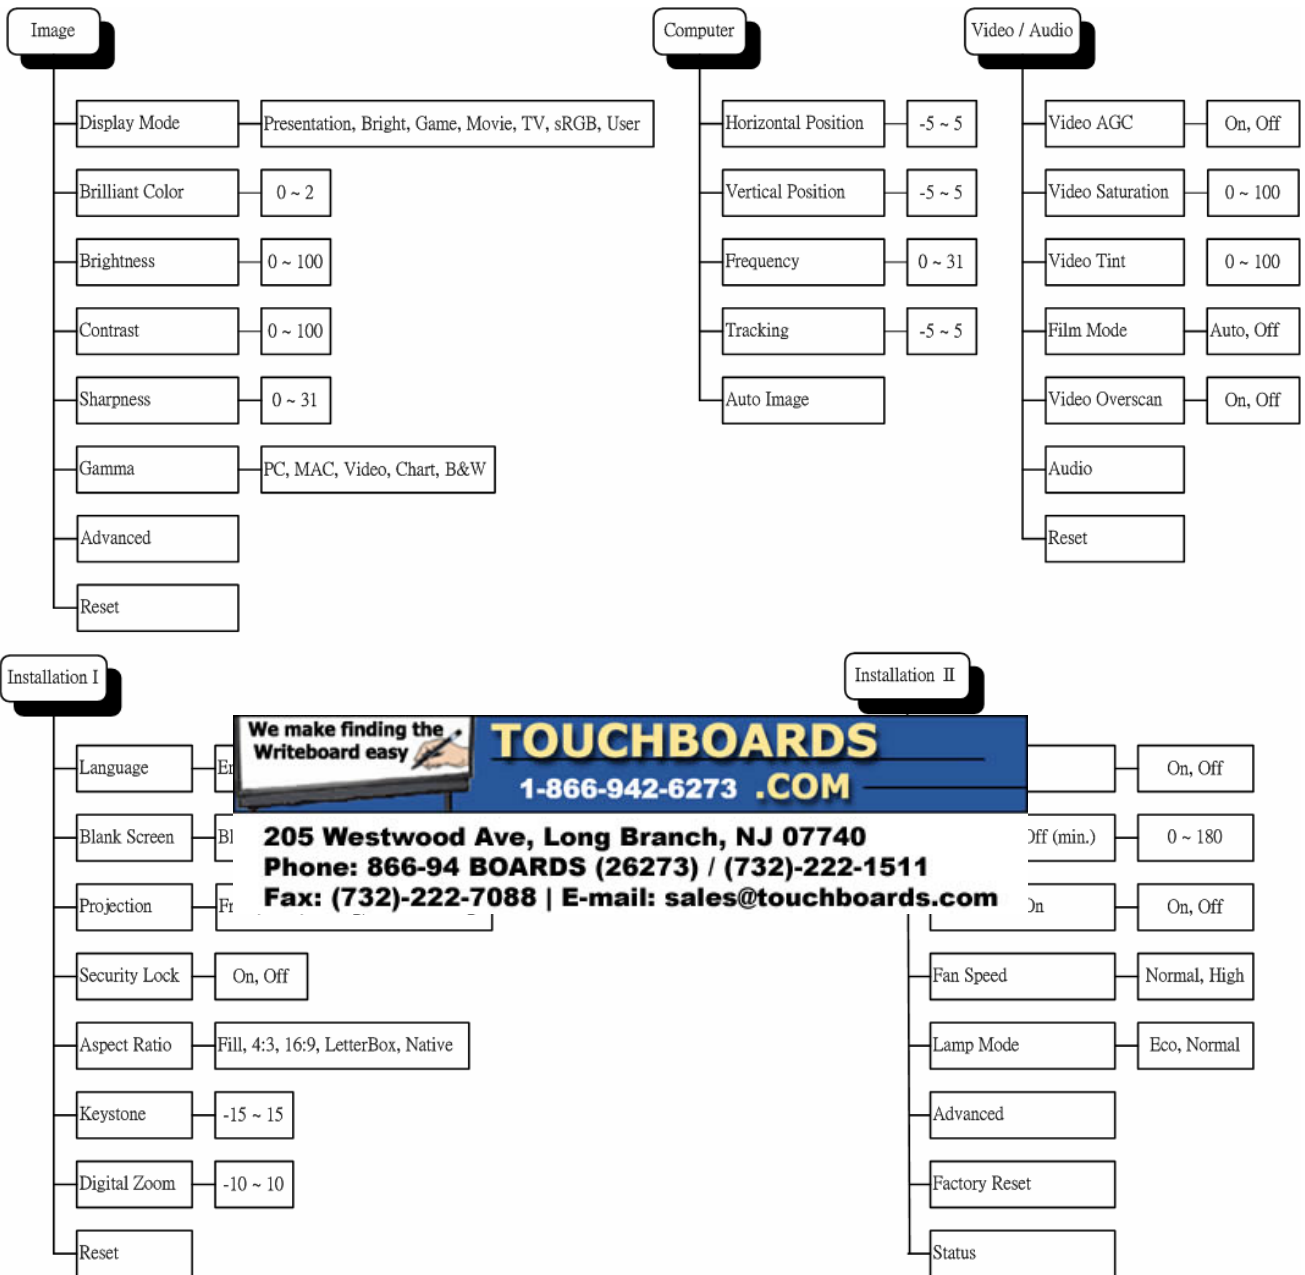 Image
Computer
Video / Audio
Display Mode
Presentation, Bright, Game, Movie, TV, sRGB, User
Brilliant Color
0 ~ 2
Brightness
0 ~ 100
Contrast
0 ~ 100
Sharpness
0 ~ 31
Gamma
PC, MAC, Video, Chart, B&W
Advanced
Reset
Horizontal Position
-5 ~ 5
Vertical Position
-5 ~ 5
Frequency
0 ~ 31
Tracking
-5 ~ 5
Auto Image
Video AGC
On, Off
Video Saturation
0 ~ 100
Video Tint
0 ~ 100
Film Mode
Auto, Off
Video Overscan
On, Off
Audio
Reset
Installation I
Installation II
Language
Blank Screen
Projection
Security Lock
On, Off
Aspect Ratio
Fill, 4:3, 16:9, LetterBox, Native
Keystone
-15 ~ 15
Digital Zoom
-10 ~ 10
Reset
We make finding the
Writeboard easy
TOUCHBOARDS
1-866-942-6273 .COM
205 Westwood Ave, Long Branch, NJ 07740
Phone: 866-94 BOARDS (26273) / (732)-222-1511
Fax: (732)-222-7088 | E-mail: sales@touchboards.com
On, Off
Off (min.)
0 ~ 180
On
On, Off
Fan Speed
Normal, High
Lamp Mode
Eco, Normal
Advanced
Factory Reset
Status